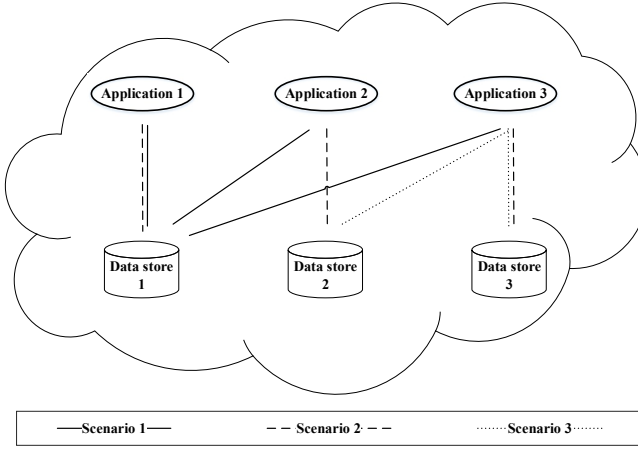 Application 1
Application 2
Application 3
Data store
1
Data store
2
Data store
3
Scenario 1
Scenario 2
Scenario 3